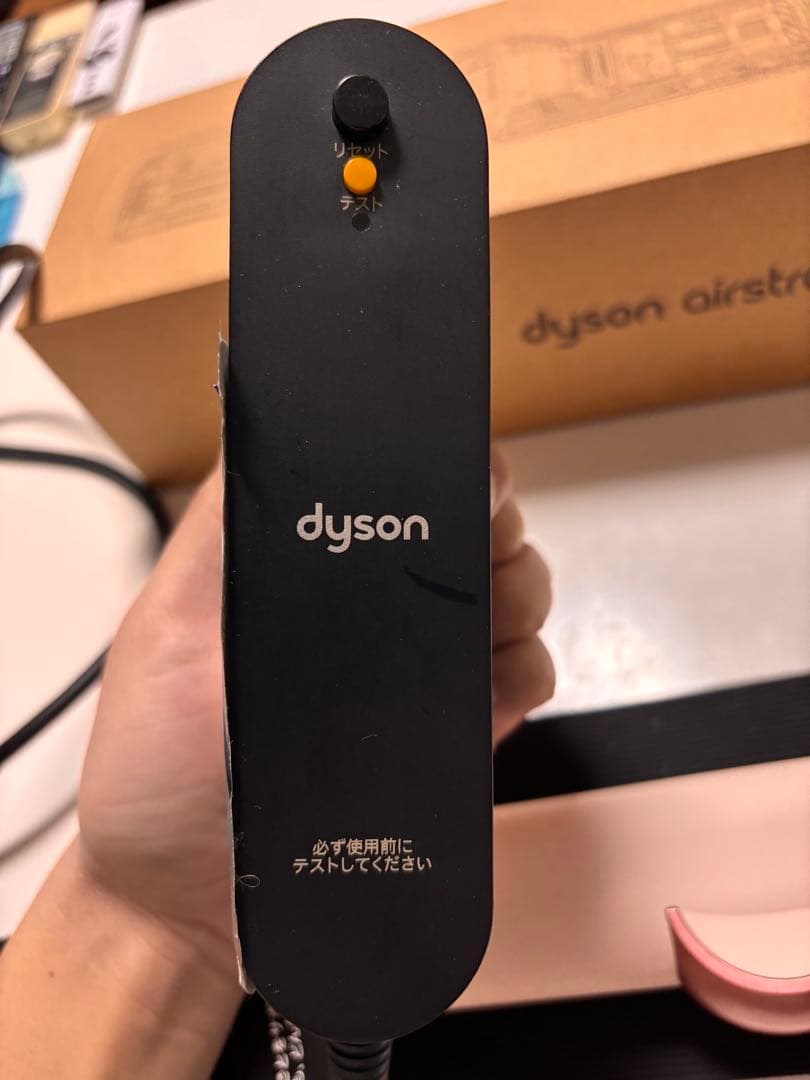 リセット
テスト
dyson airstra
dyson
必ず使用前に
テストしてください